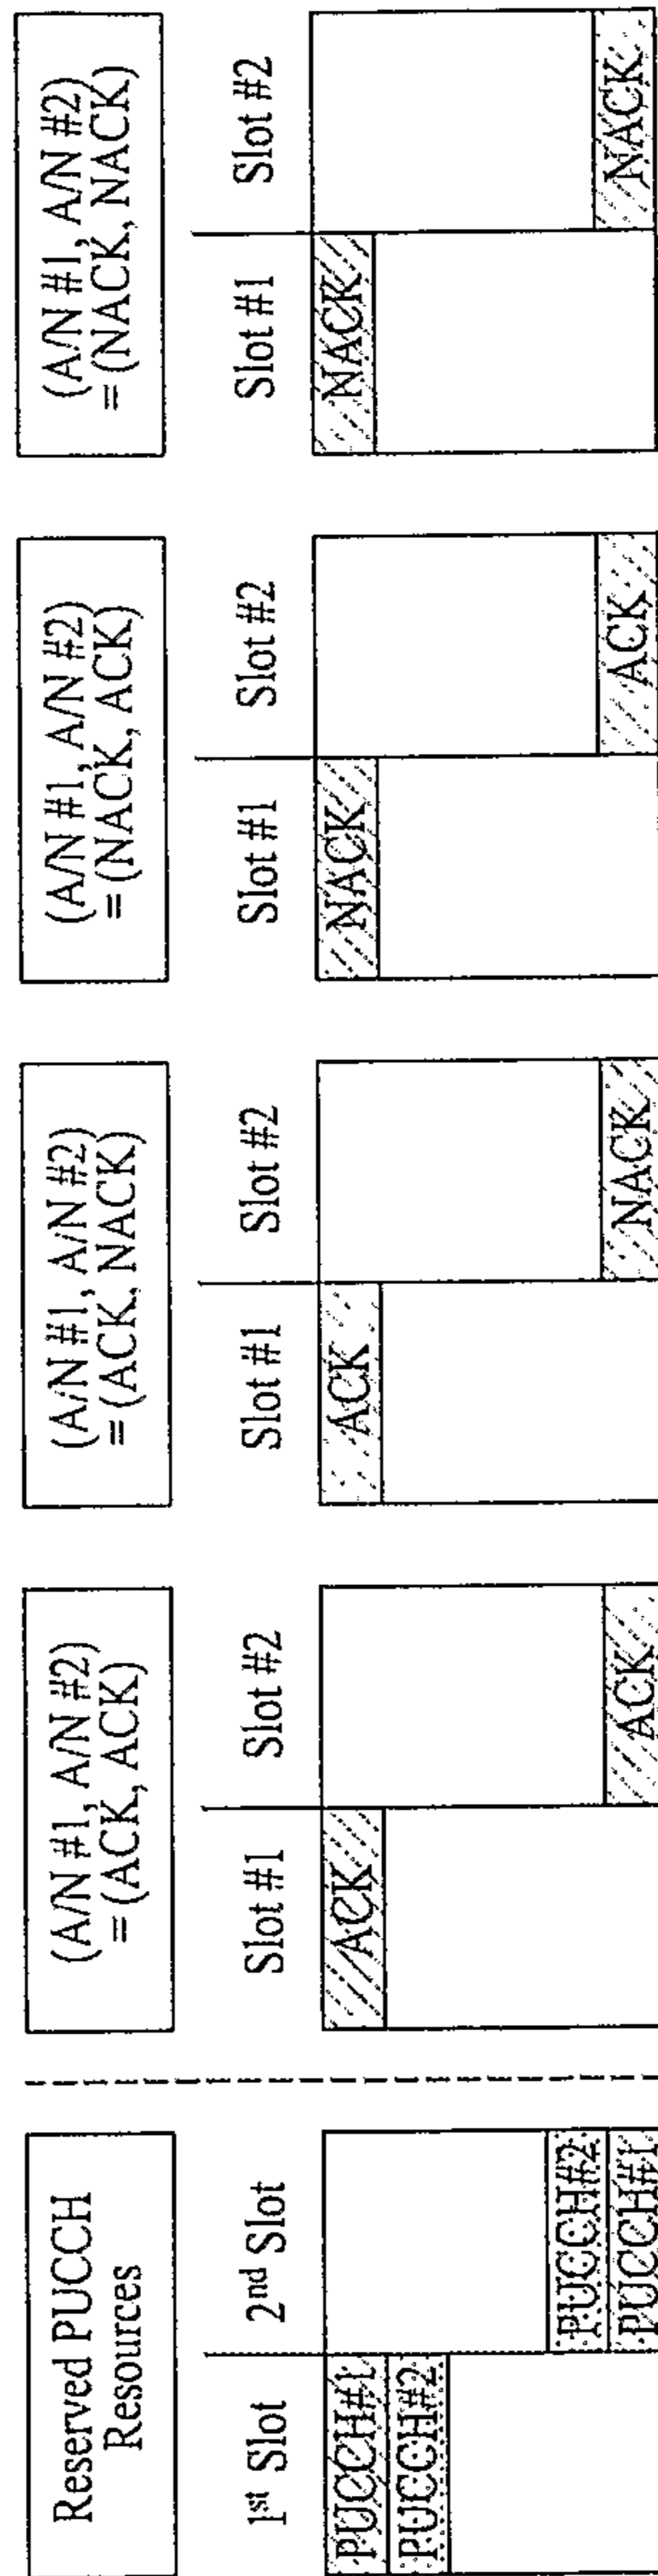 Reserved PUCCH
Resources
1st Slot
2nd Slot
PUCCH#1
PUCCH#2
PUCCH#2
PUCCH#1
(A/N #1, A/N #2)
= (ACK, ACK)
Slot #1
Slot #2
ACK
ACK
(A/N #1, A/N #2)
= (ACK, NACK)
Slot #1
Slot #2
ACK
NACK
(A/N #1, A/N #2)
= (NACK, ACK)
Slot #1
Slot #2
NACK
ACK
(A/N #1, A/N #2)
= (NACK, NACK)
Slot #1
Slot #2
NACK
NACK